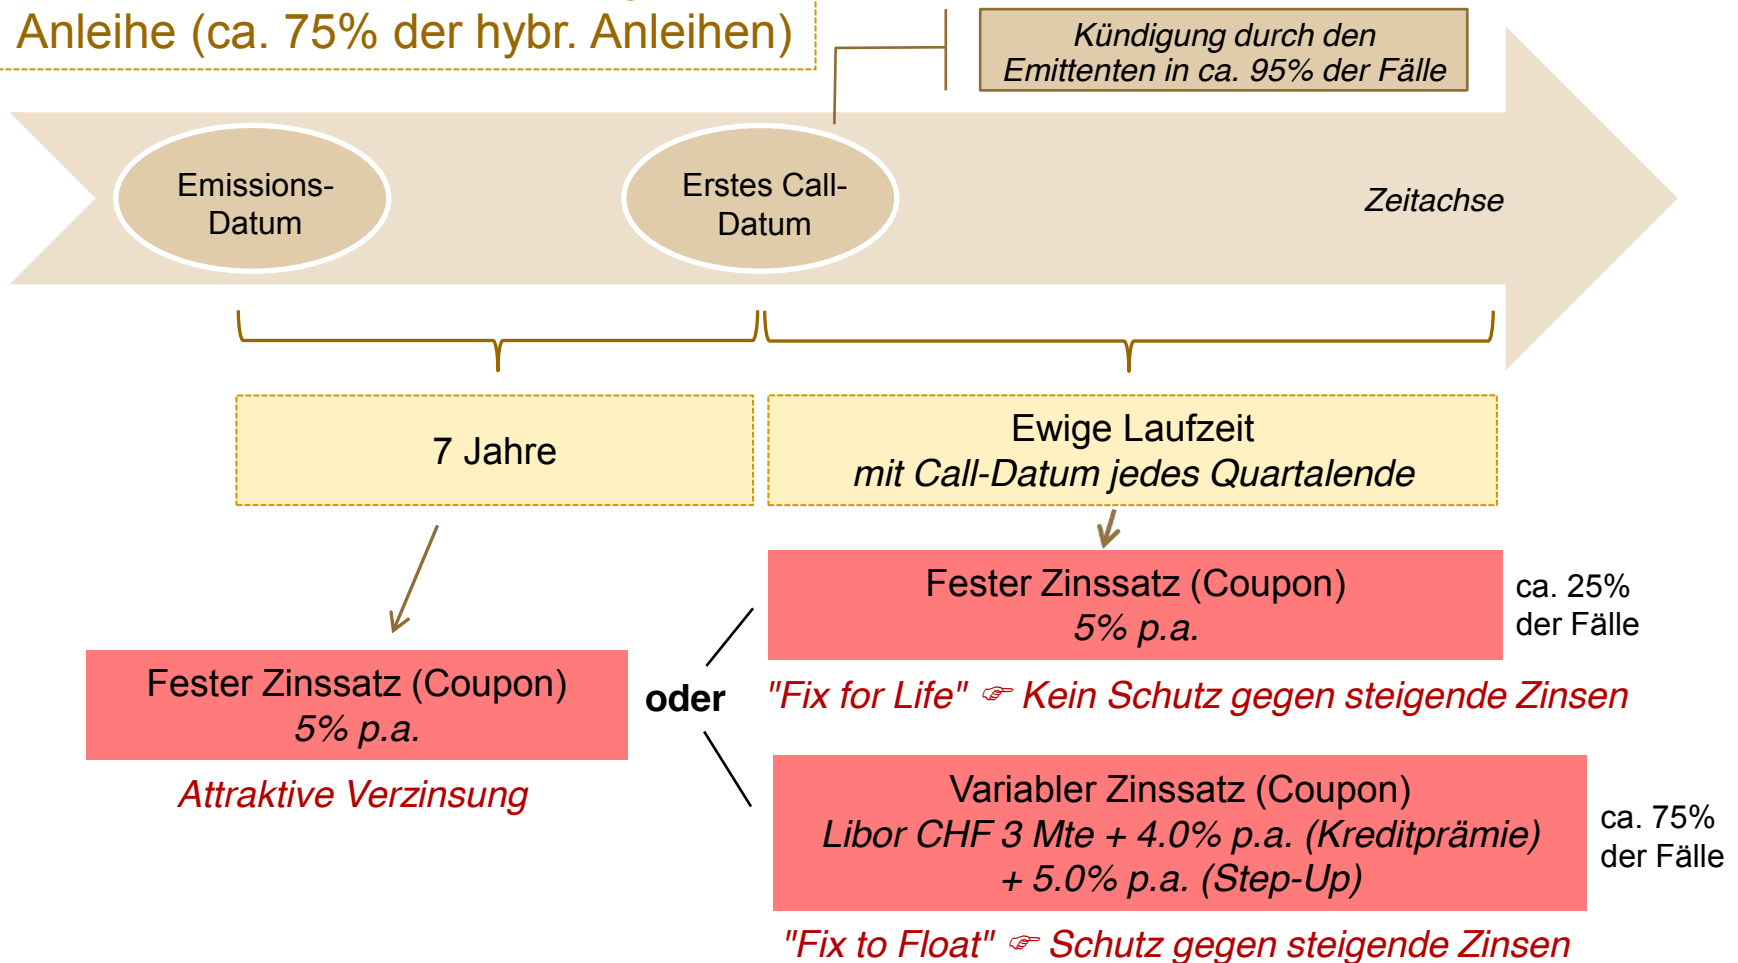 Anleihe (ca. 75% der hybr. Anleihen)
Kündigung durch den
Emittenten in ca. 95% der Fälle
Emissions-
Datum
Erstes Call-
Datum
Zeitachse
7 Jahre
Ewige Laufzeit
mit Call-Datum jedes Quartalende
Fester Zinssatz (Coupon)
5% p.a.
Attraktive Verzinsung
oder
Fester Zinssatz (Coupon)
5% p.a.
ca. 25%
der Fälle
"Fix for Life" ☞ Kein Schutz gegen steigende Zinsen
Variabler Zinssatz (Coupon)
Libor CHF 3 Mte + 4.0% p.a. (Kreditprämie)
+ 5.0% p.a. (Step-Up)
ca. 75%
der Fälle
"Fix to Float" ☞ Schutz gegen steigende Zinsen